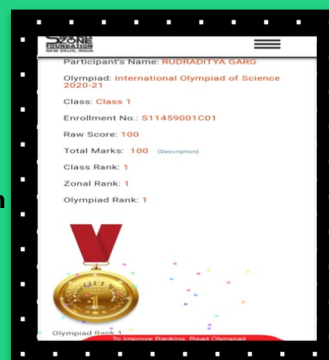 ZONE
FOUNDATION
NEW DELHI, INDIA
Participant's Name: RUDRADITYA GARG
Olympiad: International Olympiad of Science
2020-21
Class: Class 1
Enrollment No.: S11459001C01
Raw Score: 100
Total Marks: 100 (Description)
Class Rank: 1
Zonal Rank: 1
Olympiad Rank: 1
1
Olympiad Rank 1
To Improve Ranking, Read Olympiad